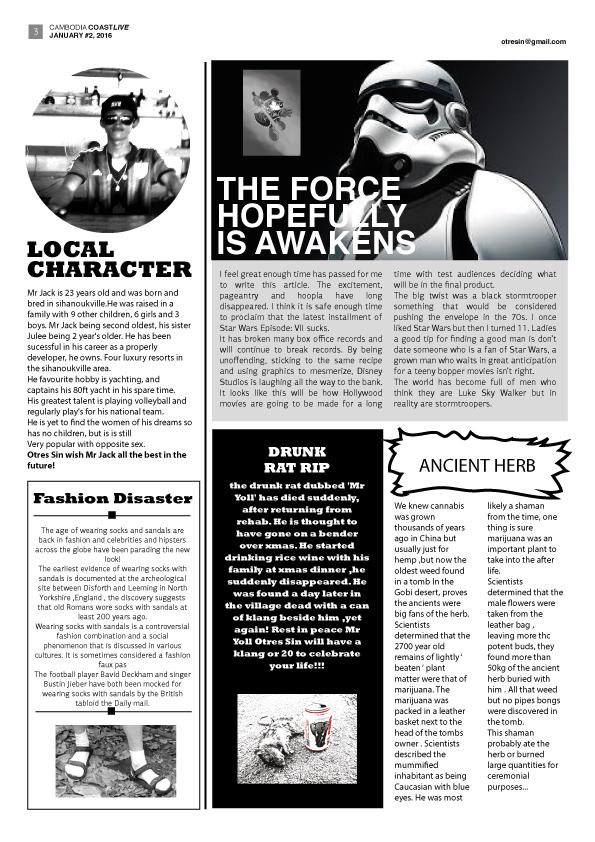 3
CAMBODIA COASTLIVE
JANUARY #2, 2016
otresin@gmail.com
LOCAL
CHARACTER
Mr Jack is 23 years old and was born and
bred in sihanoukville.He was raised in a
family with 9 other children, 6 girls and 3
boys. Mr Jack being second oldest, his sister
Julee being 2 year's older. He has been
sucessful in his career as a properly
developer, he owns. Four luxury resorts in
the sihanoukville area.
He favourite hobby is yachting, and
captains his 80ft yacht in his spare time.
His greatest talent is playing volleyball and
regularly play's for his national team.
He is yet to find the women of his dreams so
has no children, but is is still
Very popular with opposite sex.
Otres Sin wish Mr Jack all the best in the
future!
Fashion Disaster
The age of wearing socks and sandals are
back in fashion and celebrities and hipsters
across the globe have been parading the new
look!
The earliest evidence of wearing socks with
sandals is documented at the archeological
site between Disforth and Leeming in North
Yorkshire ,England , the discovery suggests
that old Romans wore socks with sandals at
least 200 years ago.
Wearing socks with sandals is a controversial
fashion combination and a social
phenomenon that is discussed in various
cultures. It is sometimes considered a fashion
faux pas
The football player Bavid Deckham and singer
Bustin Jieber have both been mocked for
wearing socks with sandals by the British
tabloid the Daily mail.
THE FORCE
HOPEFULLY
IS AWAKENS
I feel great enough time has passed for me
to write this article. The excitement,
pageantry and hoopla have long
disappeared. I think it is safe enough time
to proclaim that the latest installment of
Star Wars Episode: VII sucks.
It has broken many box office records and
will continue to break records. By being
unoffending, sticking to the same recipe
and using graphics to mesmerize, Disney
Studios is laughing all the way to the bank.
It looks like this will be how Hollywood
movies are going to be made for a long
time with test audiences deciding what
will be in the final product.
The big twist was a black stormtrooper
something that would be considered
pushing the envelope in the 70s. I once
liked Star Wars but then I turned 11. Ladies
a good tip for finding a good man is don't
date someone who is a fan of Star Wars, a
grown man who waits in great anticipation
for a teeny bopper movies isn't right.
The world has become full of men who
think they are Luke Sky Walker but in
reality are stormtroopers.
DRUNK
RAT RIP
the drunk rat dubbed 'Mr
Yoll' has died suddenly,
after returning from
rehab. He is thought to
have gone on a bender
over xmas. He started
drinking rice wine with his
family at xmas dinner ,he
suddenly disappeared. He
was found a day later in
the village dead with a can
of klang beside him ,yet
again! Rest in peace Mr
Yoll Otres Sin will have a
klang or 20 to celebrate
your life!!!
ANCIENT HERB
We knew cannabis
was grown
thousands of years
ago in China but
usually just for
hemp ,but now the
oldest weed found
in a tomb In the
Gobi desert, proves
the ancients were
big fans of the herb.
Scientists
determined that the
2700 year old
remains of lightly '
beaten ' plant
matter were that of
marijuana. The
marijuana was
packed in a leather
basket next to the
head of the tombs
owner . Scientists
described the
mummified
inhabitant as being
Caucasian with blue
eyes. He was most
likely a shaman
from the time, one
thing is sure
marijuana was an
important plant to
take into the after
life.
Scientists
determined that the
male flowers were
taken from the
leather bag ,
leaving more thc
potent buds, they
found more than
50kg of the ancient
herb buried with
him . All that weed
but no pipes bongs
were discovered in
the tomb.
This shaman
probably ate the
herb or burned
large quantities for
ceremonial
purposes...